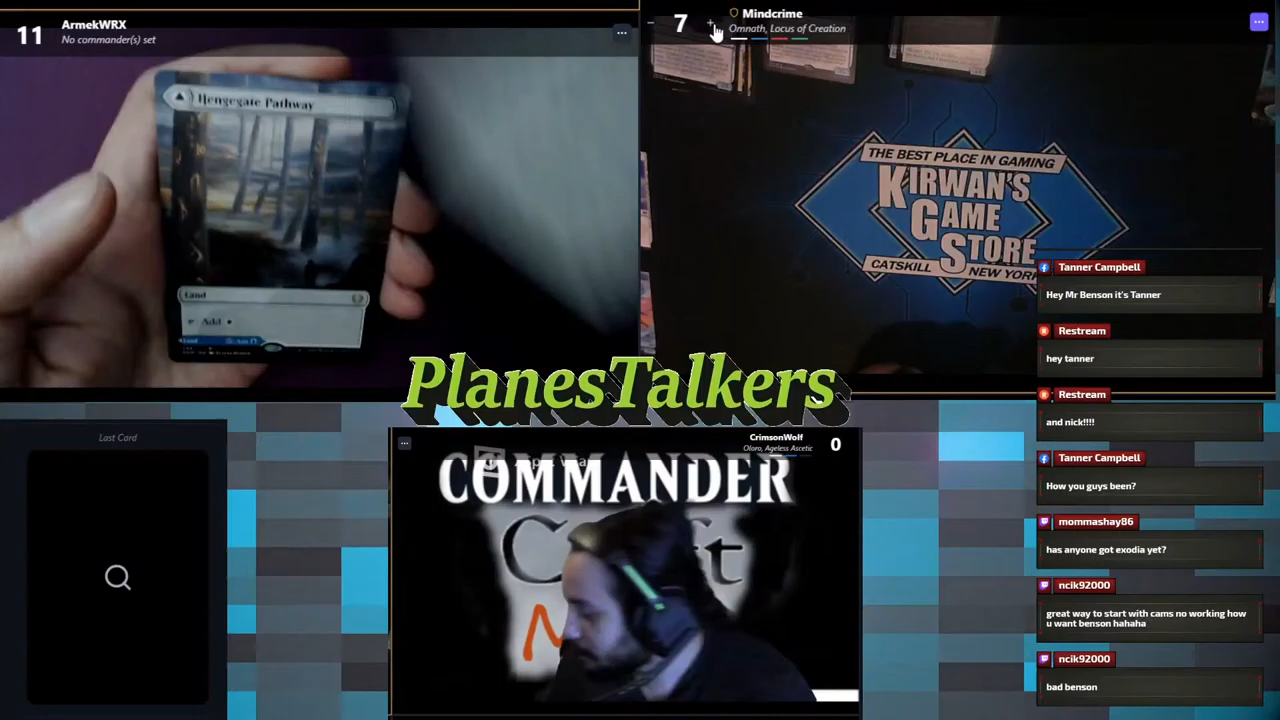 11
ArmekWRX
No commander(s) set
7
Mindcrime
Omnath, Locus of Creation
Hengegate Pathway
Land
Add
THE BEST PLACE IN GAMING
KIRWAN'S
GAME
STORE
CATSKILL NEW YORK
PlanesTalkers
Last Card
CrimsonWolf
Oloro, Ageless Ascetic
0
COMMANDER
Tanner Campbell
Hey Mr Benson it's Tanner
Restream
hey tanner
Restream
and nick!!!!
Tanner Campbell
How you guys been?
mommashay86
has anyone got exodia yet?
ncik92000
great way to start with cams no working how
u want benson hahaha
ncik92000
bad benson